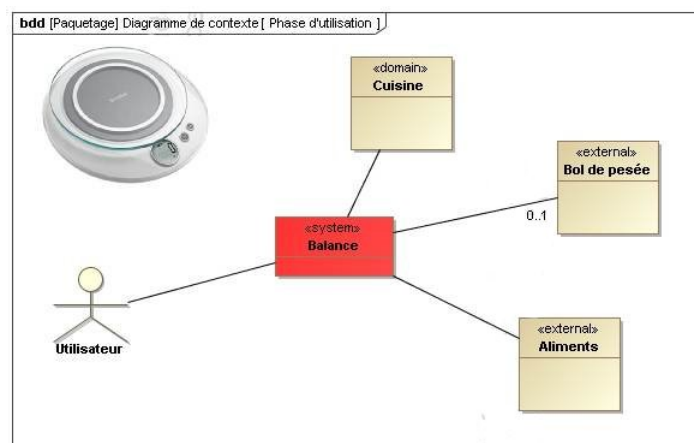 bdd [Paquetage] Diagramme de contexte [ Phase d'utilisation ]
«domain»
Cuisine
«external»
Bol de pesée
0..1
«system»
Balance
Utilisateur
«external»
Aliments